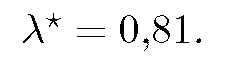 λ⋆ = 0,81.